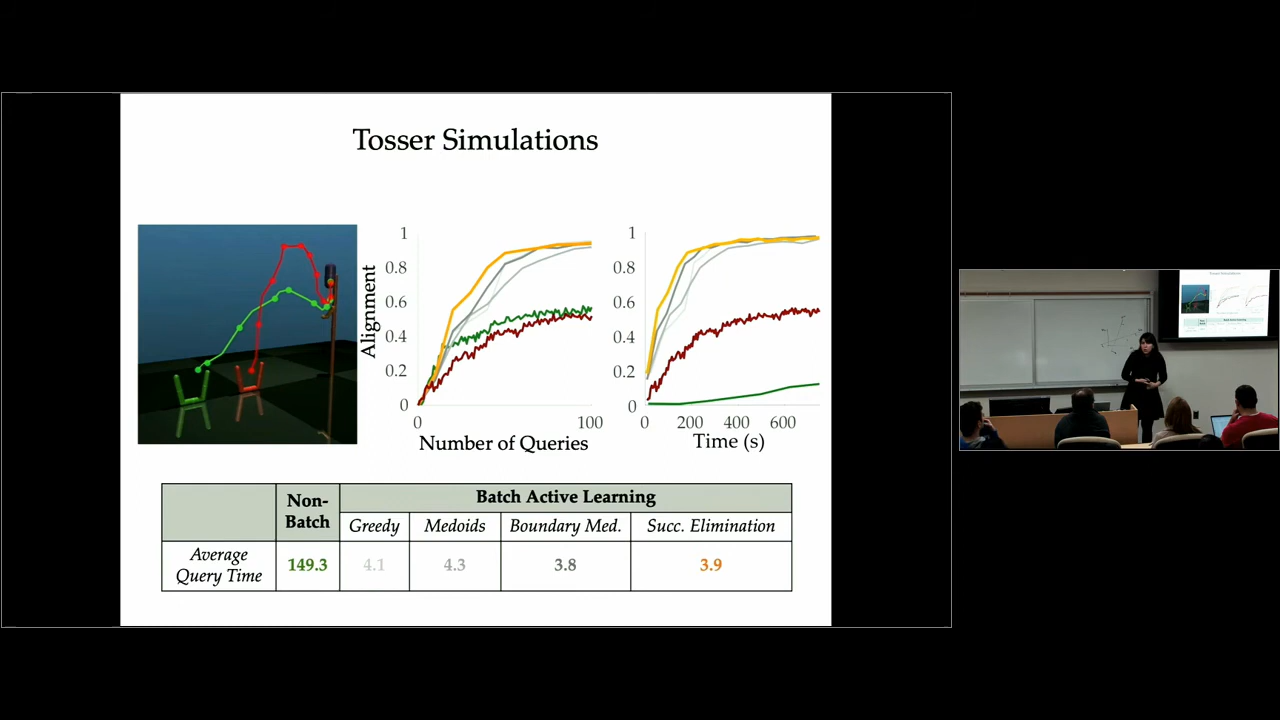 Tosser Simulations
1
0.8
0.6
0.4
0.2
0
Alignment
0 100
Number of Queries
1
0.8
0.6
0.4
0.2
0
0 200 400 600
Time (s)
Non-
Batch
Batch Active Learning
Greedy Medoids Boundary Med. Succ. Elimination
Average
Query Time
149.3 4.1 4.3 3.8 3.9
Tosser Simulations